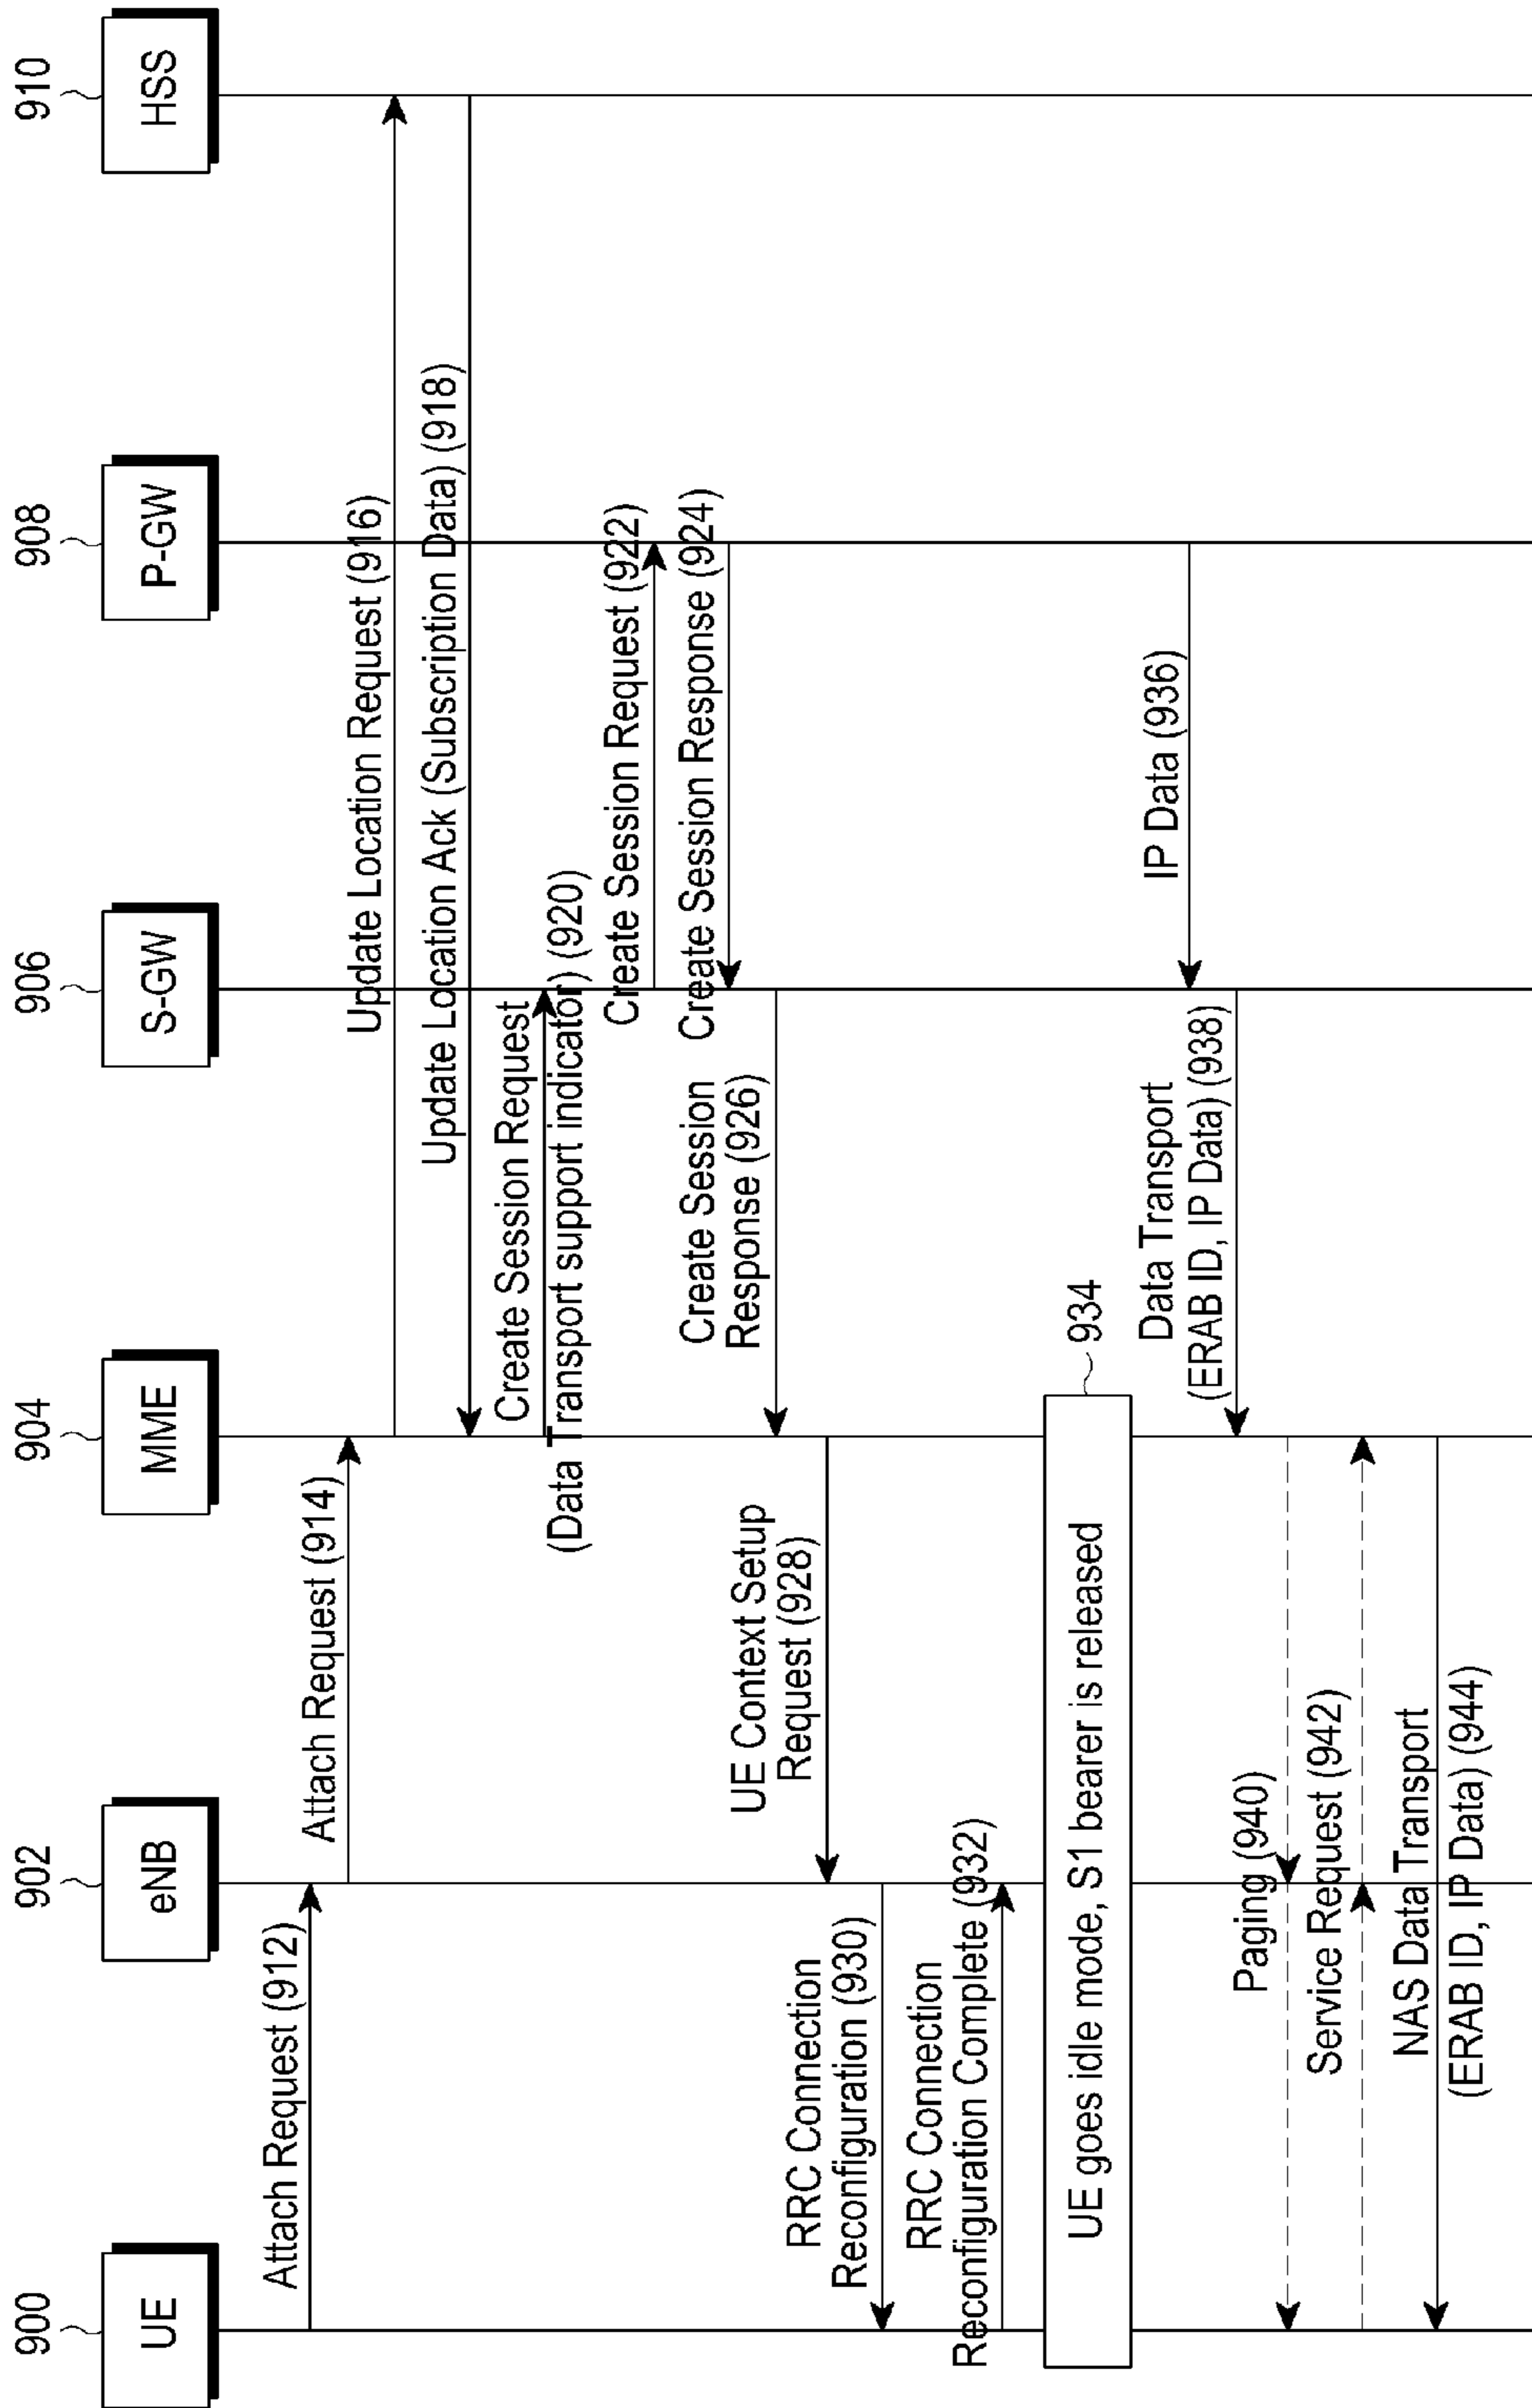 900
902
904
906
908
910
UE
eNB
MME
S-GW
P-GW
HSS
Attach Request (912)
Attach Request (914)
Update Location Request (916)
Update Location Ack (Subscription Data) (918)
Create Session Request
(Data Transport support indicator) (920)
Create Session Request (922)
Create Session Response (924)
Create Session
Response (926)
UE Context Setup
Request (928)
RRC Connection
Reconfiguration (930)
RRC Connection
Reconfiguration Complete (932)
UE goes idle mode, S1 bearer is released
934
IP Data (936)
Data Transport
(ERAB ID, IP Data) (938)
Paging (940)
Service Request (942)
NAS Data Transport
(ERAB ID, IP Data) (944)